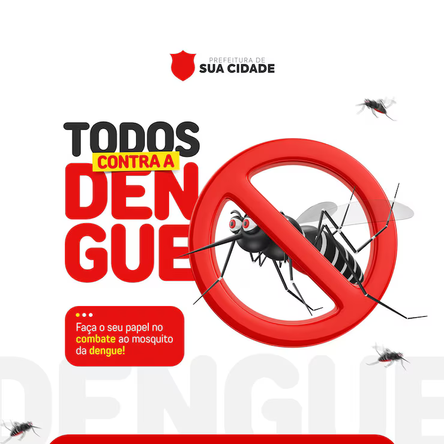 PREFEITURA DE
SUA CIDADE
TODOS
CONTRA A
DEN
GUE
Faça o seu papel no
combate ao mosquito
da dengue!
DENGUE